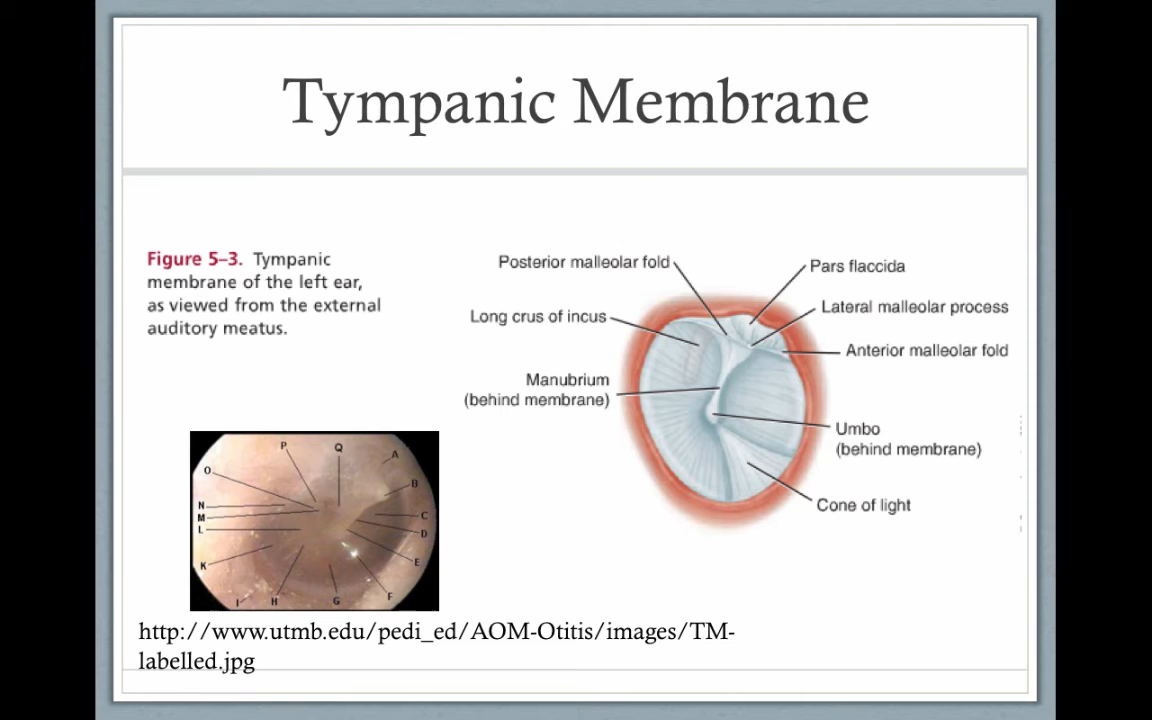 Tympanic Membrane
Figure 5–3. Tympanic
membrane of the left ear,
as viewed from the external
auditory meatus.
Posterior malleolar fold
Pars flaccida
Long crus of incus
Lateral malleolar process
Anterior malleolar fold
Manubrium
(behind membrane)
Umbo
(behind membrane)
Cone of light
P
Q
A
O
B
N
M
C
L
D
E
K
F
I
H
G
http://www.utmb.edu/pedi_ed/AOM-Otitis/images/TM-
labelled.jpg